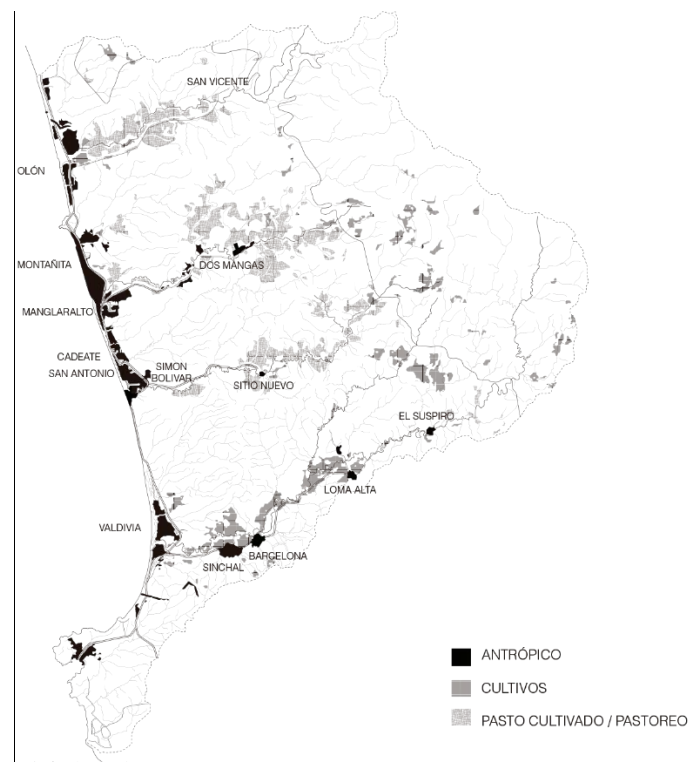 SAN VICENTE
OLÓN
DOS MANGAS
MONTAÑITA
MANGLARALTO
CADEATE
SIMON
BOLIVAR
SAN ANTONIO
SITIO NUEVO
EL SUSPIRO
LOMA ALTA
VALDIVIA
BARCELONA
SINCHAL
ANTRÓPICO
CULTIVOS
PASTO CULTIVADO / PASTOREO